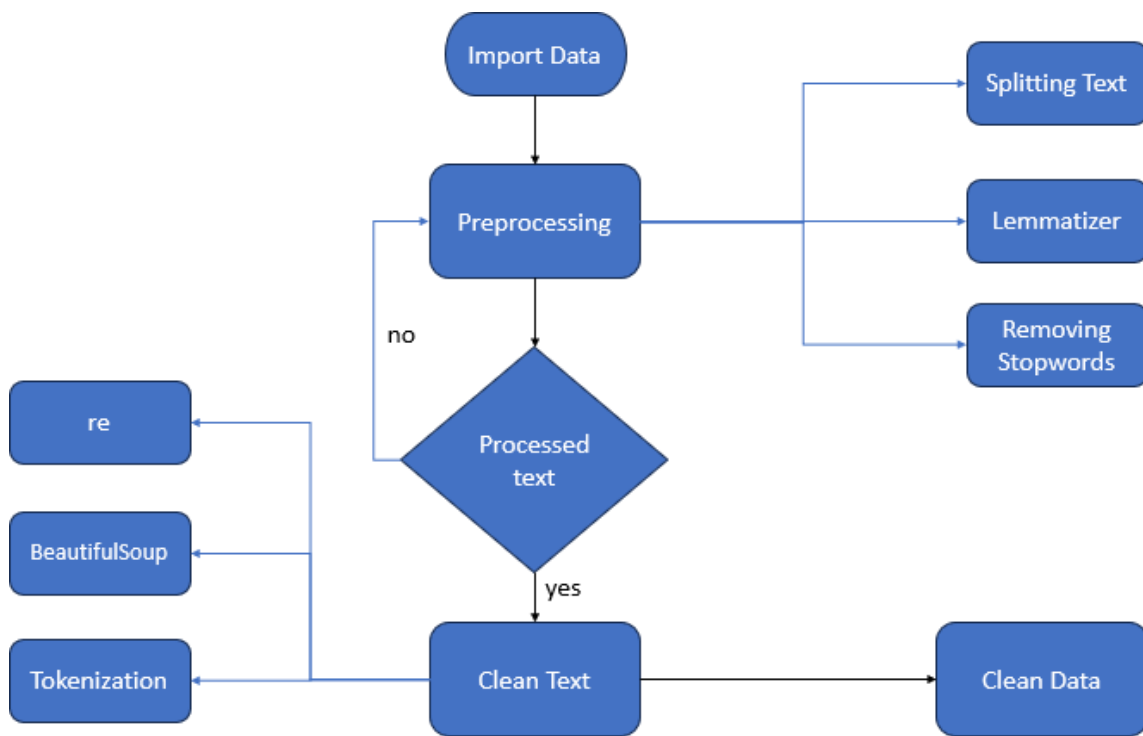 Import Data
Splitting Text
Preprocessing
Lemmatizer
Removing
Stopwords
no
re
Processed
text
BeautifulSoup
yes
Tokenization
Clean Text
Clean Data